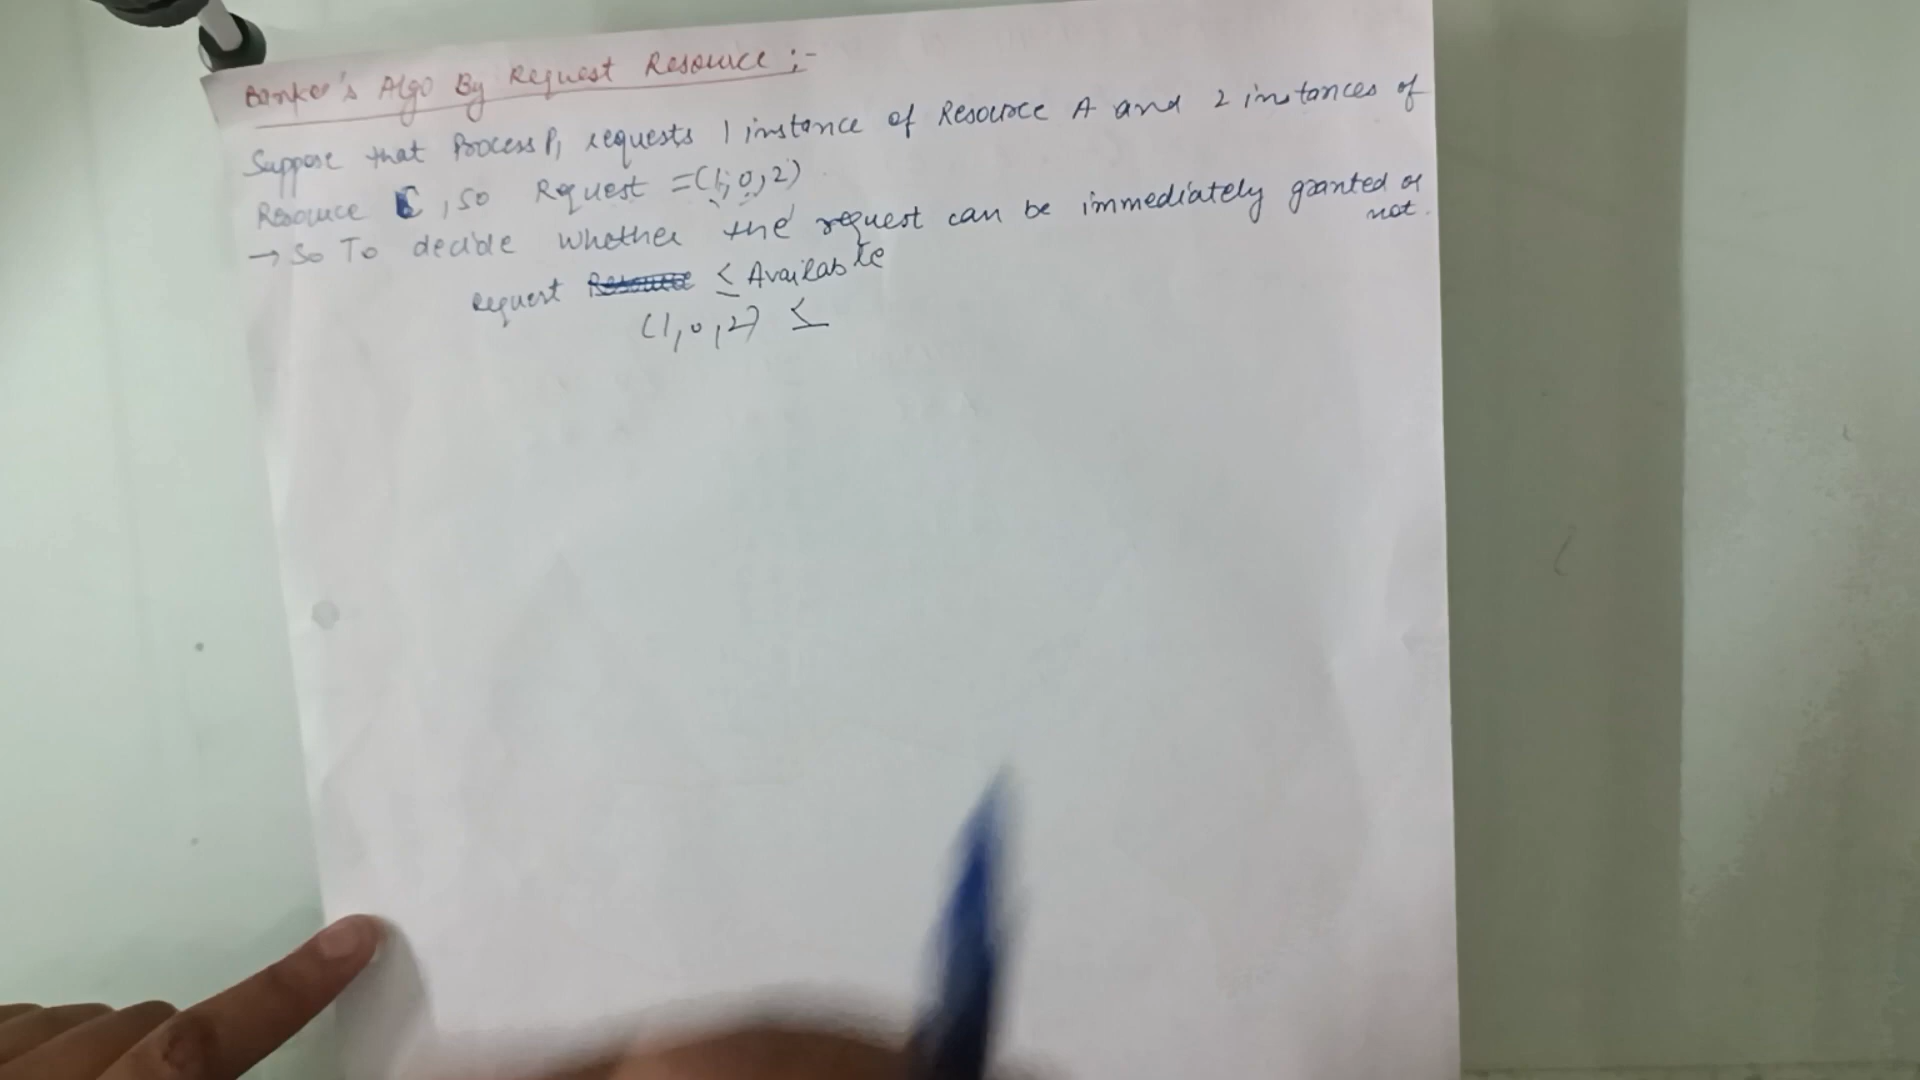 Banker's Algo By Request Resource :-
Suppose that Process P1 requests 1 instance of Resource A and 2 instances of
Resource C, so Request = (1,0,2)
→ So To decide whether the request can be immediately granted or
not.
Request ≤ Available
(1,0,2) ≤